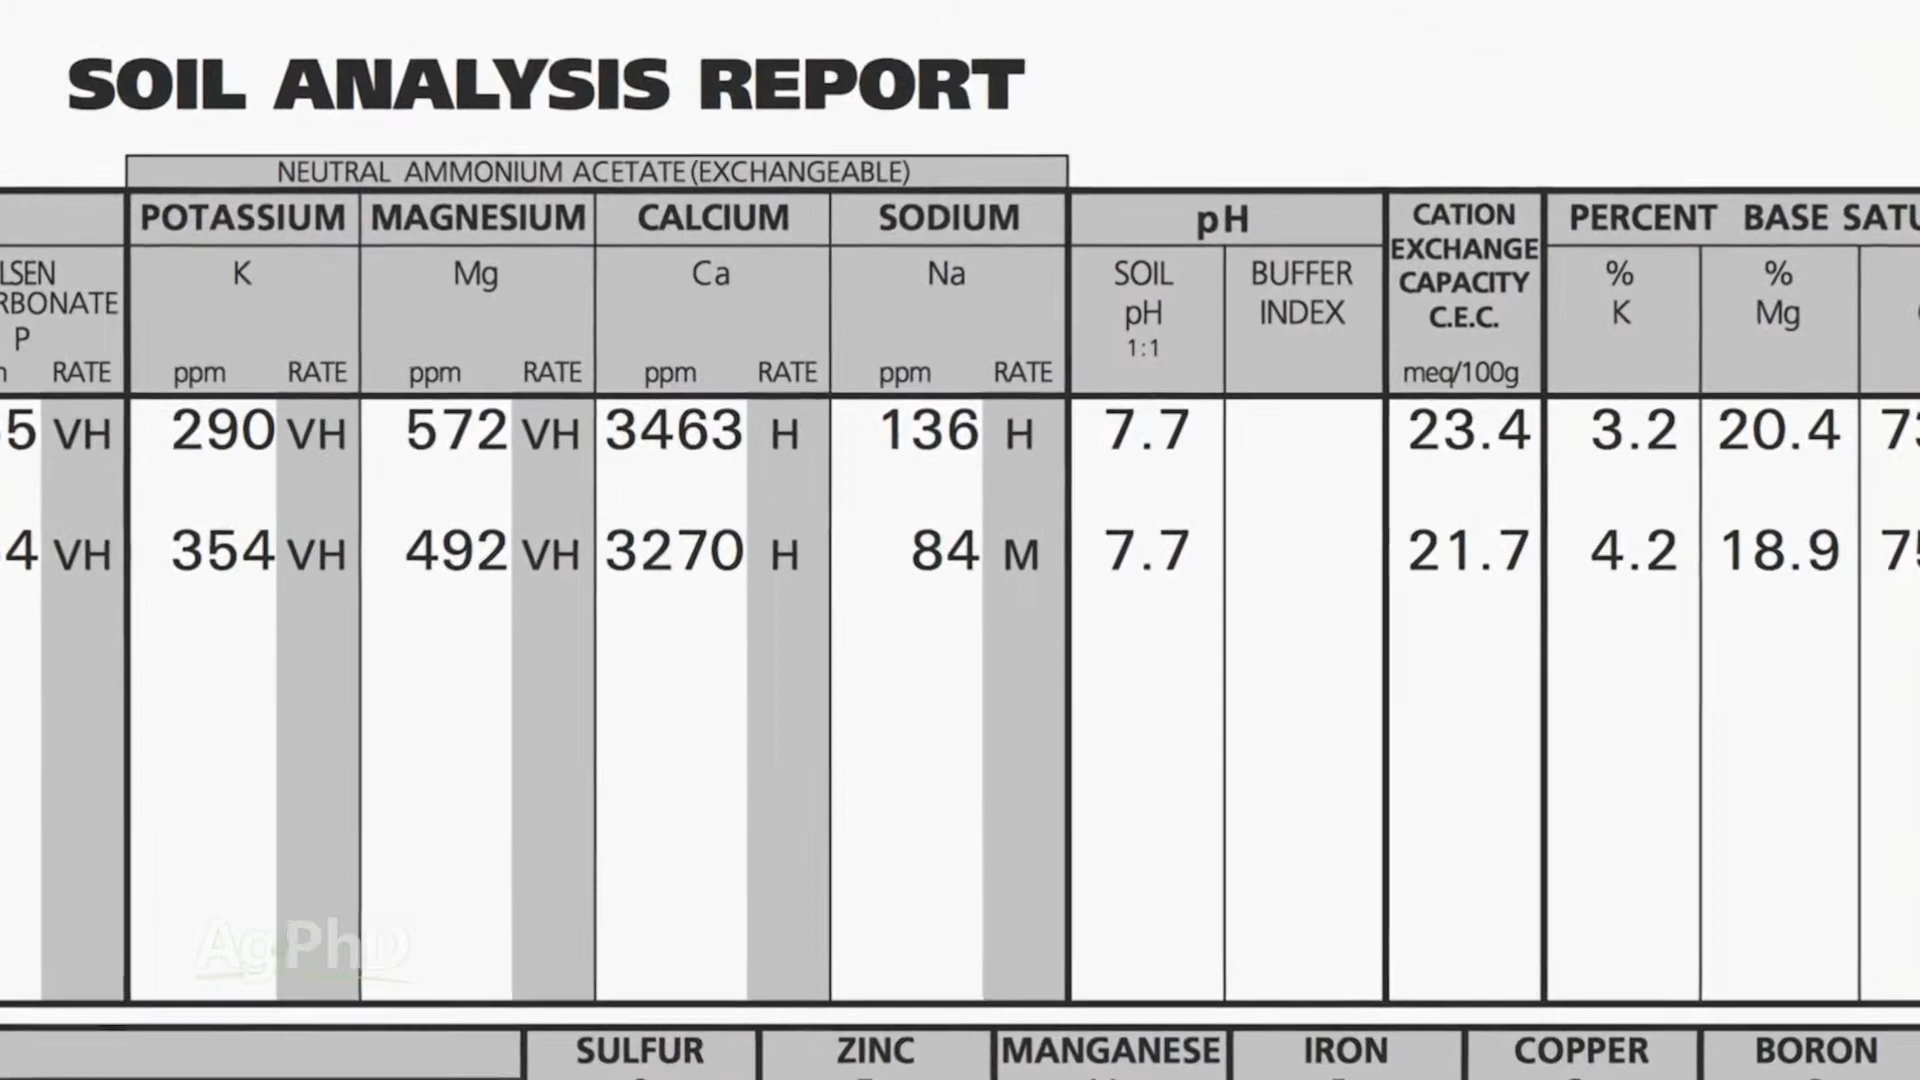 SOIL ANALYSIS REPORT
NEUTRAL AMMONIUM ACETATE (EXCHANGEABLE)
POTASSIUM MAGNESIUM CALCIUM SODIUM pH CATION EXCHANGE CAPACITY C.E.C. PERCENT BASE
K Mg Ca Na SOIL pH 1:1 BUFFER INDEX % K % Mg
P
RATE ppm RATE ppm RATE ppm RATE ppm RATE meq/100g
5 VH 290 VH 572 VH 3463 H 136 H 7.7 23.4 3.2 20.4
4 VH 354 VH 492 VH 3270 H 84 M 7.7 21.7 4.2 18.9
AgPhD
SULFUR ZINC MANGANESE IRON COPPER BORON